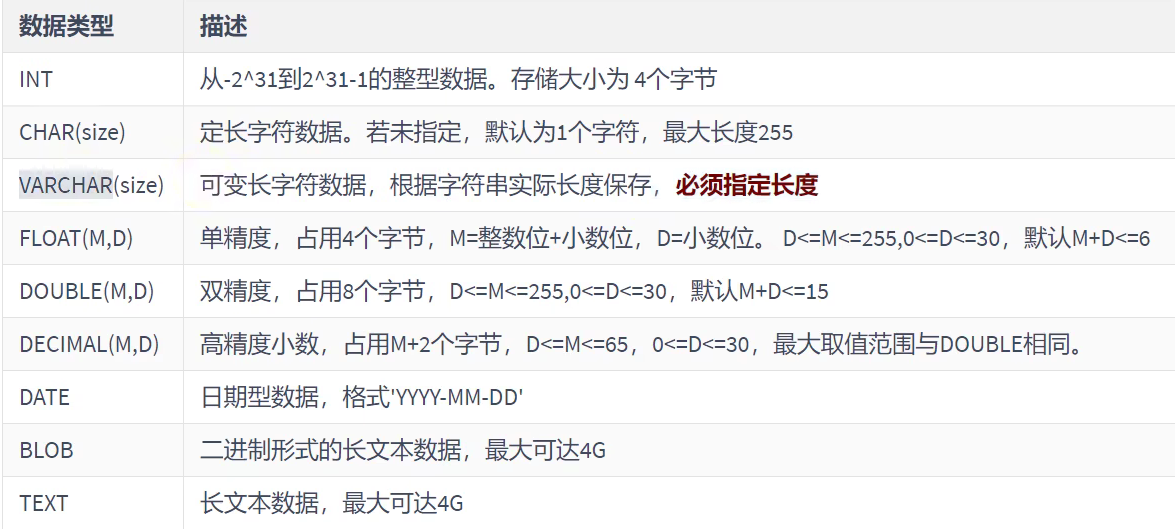 数据类型 描述
INT 从-2^31到2^31-1的整型数据。存储大小为 4个字节
CHAR(size) 定长字符数据。若未指定，默认为1个字符，最大长度255
VARCHAR(size) 可变长字符数据，根据字符串实际长度保存，必须指定长度
FLOAT(M,D) 单精度，占用4个字节，M=整数位+小数位，D=小数位。 D<=M<=255,0<=D<=30，默认M+D<=6
DOUBLE(M,D) 双精度，占用8个字节，D<=M<=255,0<=D<=30，默认M+D<=15
DECIMAL(M,D) 高精度小数，占用M+2个字节，D<=M<=65，0<=D<=30，最大取值范围与DOUBLE相同。
DATE 日期型数据，格式'YYYY-MM-DD'
BLOB 二进制形式的长文本数据，最大可达4G
TEXT 长文本数据，最大可达4G